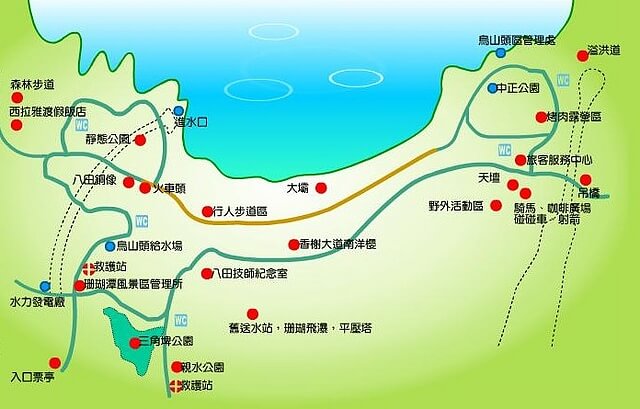 烏山頭區管理處
溢洪道
森林步道
WC
中正公園
西拉雅渡假飯店
進水口
烤肉露營區
WC
靜態公園
WC
旅客服務中心
八田銅像
火車頭
大壩
天壇
吊橋
行人步道區
野外活動區
騎馬、咖啡廣場
碰碰車、射箭
WC
烏山頭給水場
香榭大道南洋櫻
救護站
八田技師紀念室
珊瑚潭風景區管理所
水力發電廠
WC
舊送水站，珊瑚飛瀑，平壓塔
三角埤公園
親水公園
入口票亭
救護站